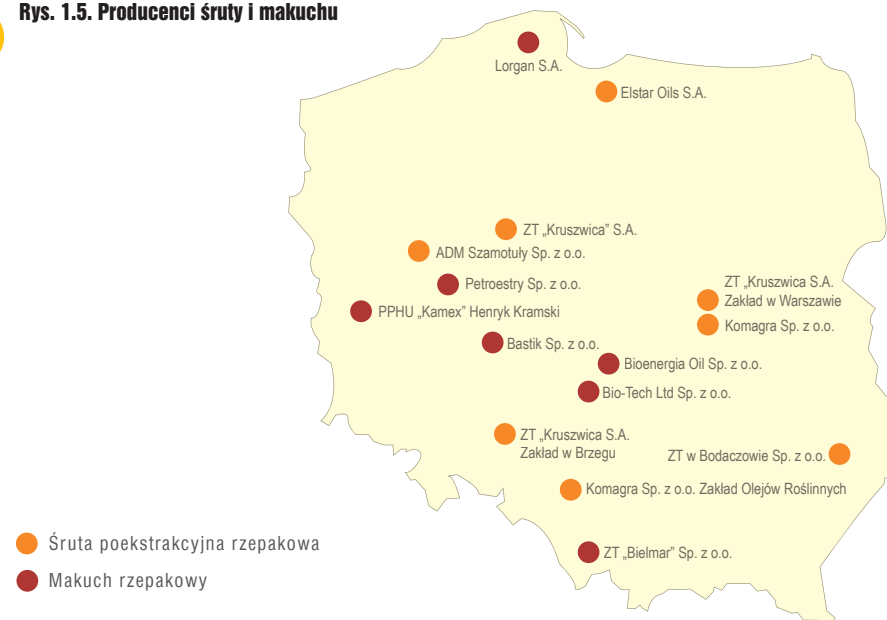 Rys. 1.5. Producenci śruty i makuchu
Lorgan S.A.
Elstar Oils S.A.
ZT „Kruszwica” S.A.
ADM Szamotuły Sp. z o.o.
Petroestry Sp. z o.o.
ZT „Kruszwica S.A.
Zakład w Warszawie
PPHU „Kamex” Henryk Kramski
Komagra Sp. z o.o.
Bastik Sp. z o.o.
Bioenergia Oil Sp. z o.o.
Bio-Tech Ltd Sp. z o.o.
ZT „Kruszwica S.A.
Zakład w Brzegu
ZT w Bodaczowie Sp. z o.o.
Komagra Sp. z o.o. Zakład Olejów Roślinnych
ZT „Bielmar” Sp. z o.o.
Śruta poekstrakcyjna rzepakowa
Makuch rzepakowy